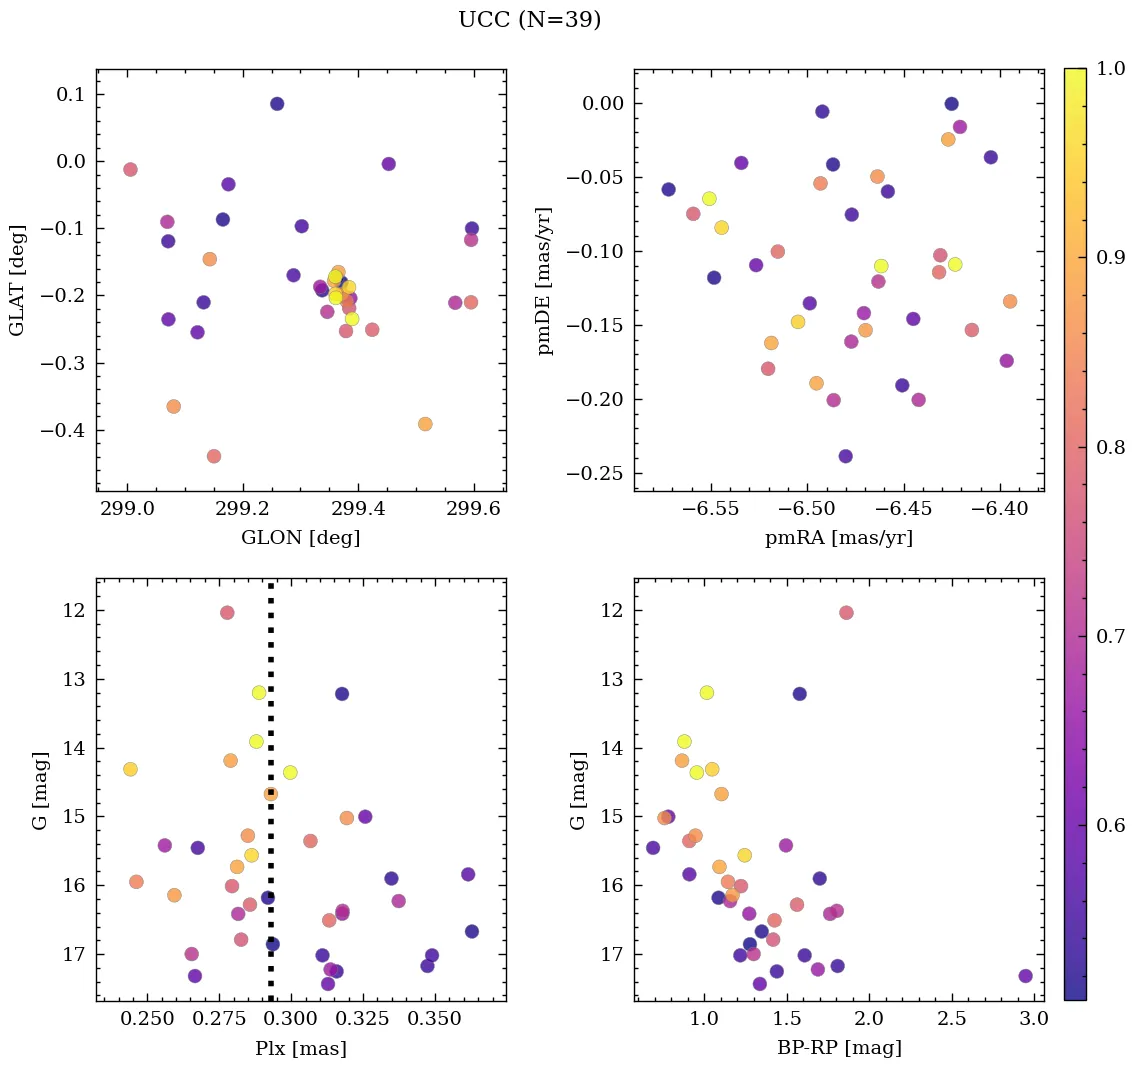 UCC (N=39)
0.1
0.0
−0.1
−0.2
−0.3
−0.4
GLAT [deg]
299.0 299.2 299.4 299.6
GLON [deg]
0.00
−0.05
−0.10
−0.15
−0.20
−0.25
pmDE [mas/yr]
−6.55 −6.50 −6.45 −6.40
pmRA [mas/yr]
12
13
14
15
16
17
G [mag]
0.250 0.275 0.300 0.325 0.350
Plx [mas]
12
13
14
15
16
17
G [mag]
1.0 1.5 2.0 2.5 3.0
BP-RP [mag]
1.0
0.9
0.8
0.7
0.6